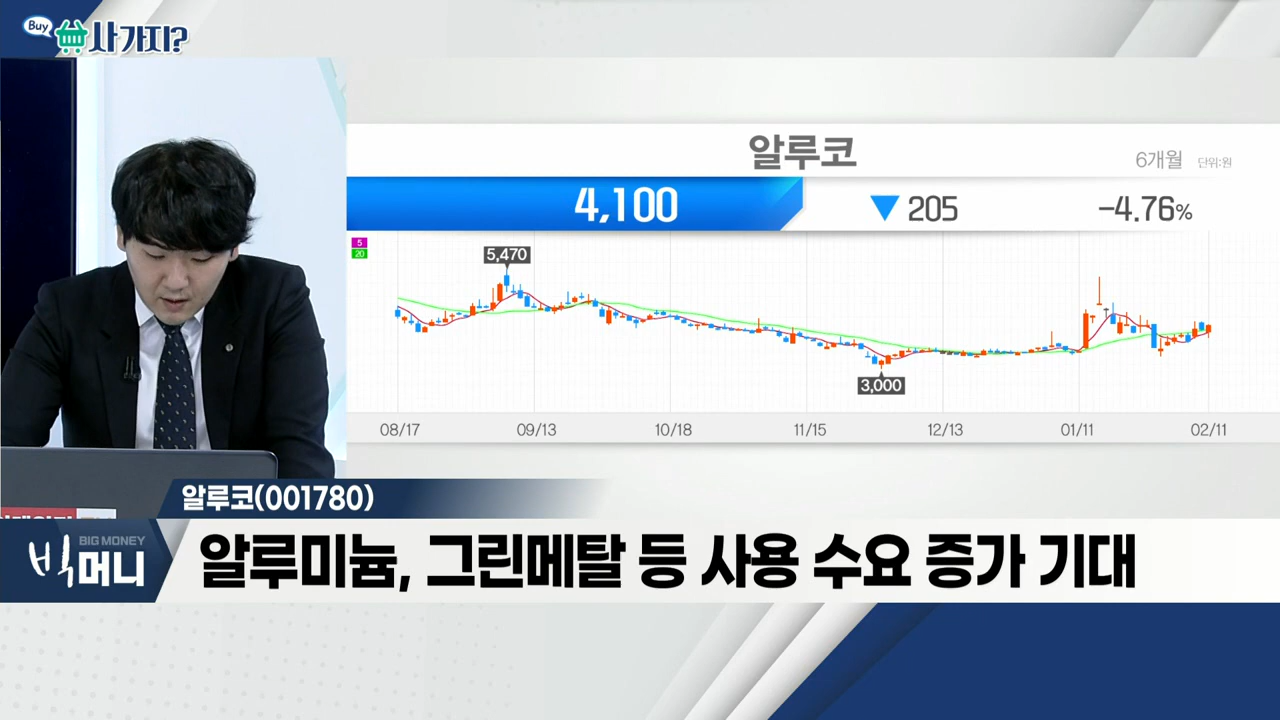 Buy
사가지?
알루코
6개월 단위:원
4,100 ▼ 205 -4.76%
5
20
5,470
3,000
08/17 09/13 10/18 11/15 12/13 01/11 02/11
알루코(001780)
BIG MONEY
빅머니
알루미늄, 그린메탈 등 사용 수요 증가 기대